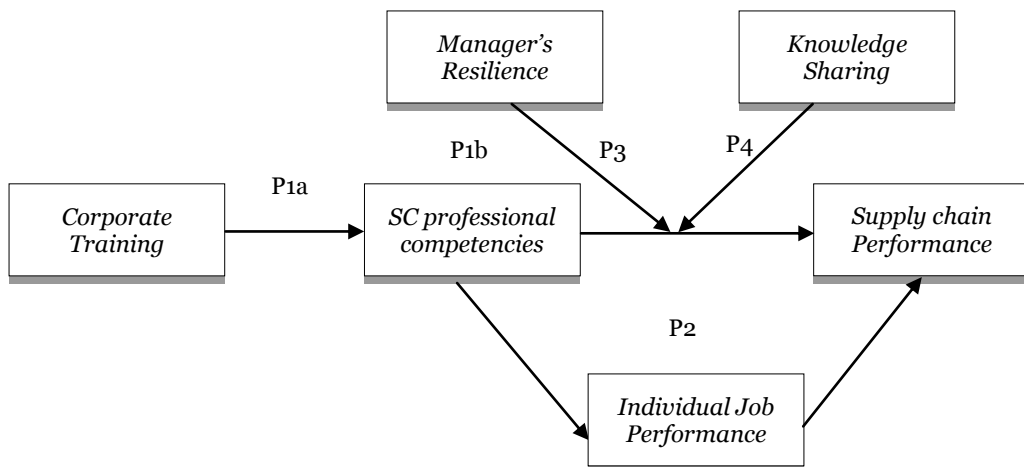 Manager's
Resilience
Knowledge
Sharing
P1b
P3
P4
P1a
Corporate
Training
SC professional
competencies
Supply chain
Performance
P2
Individual Job
Performance